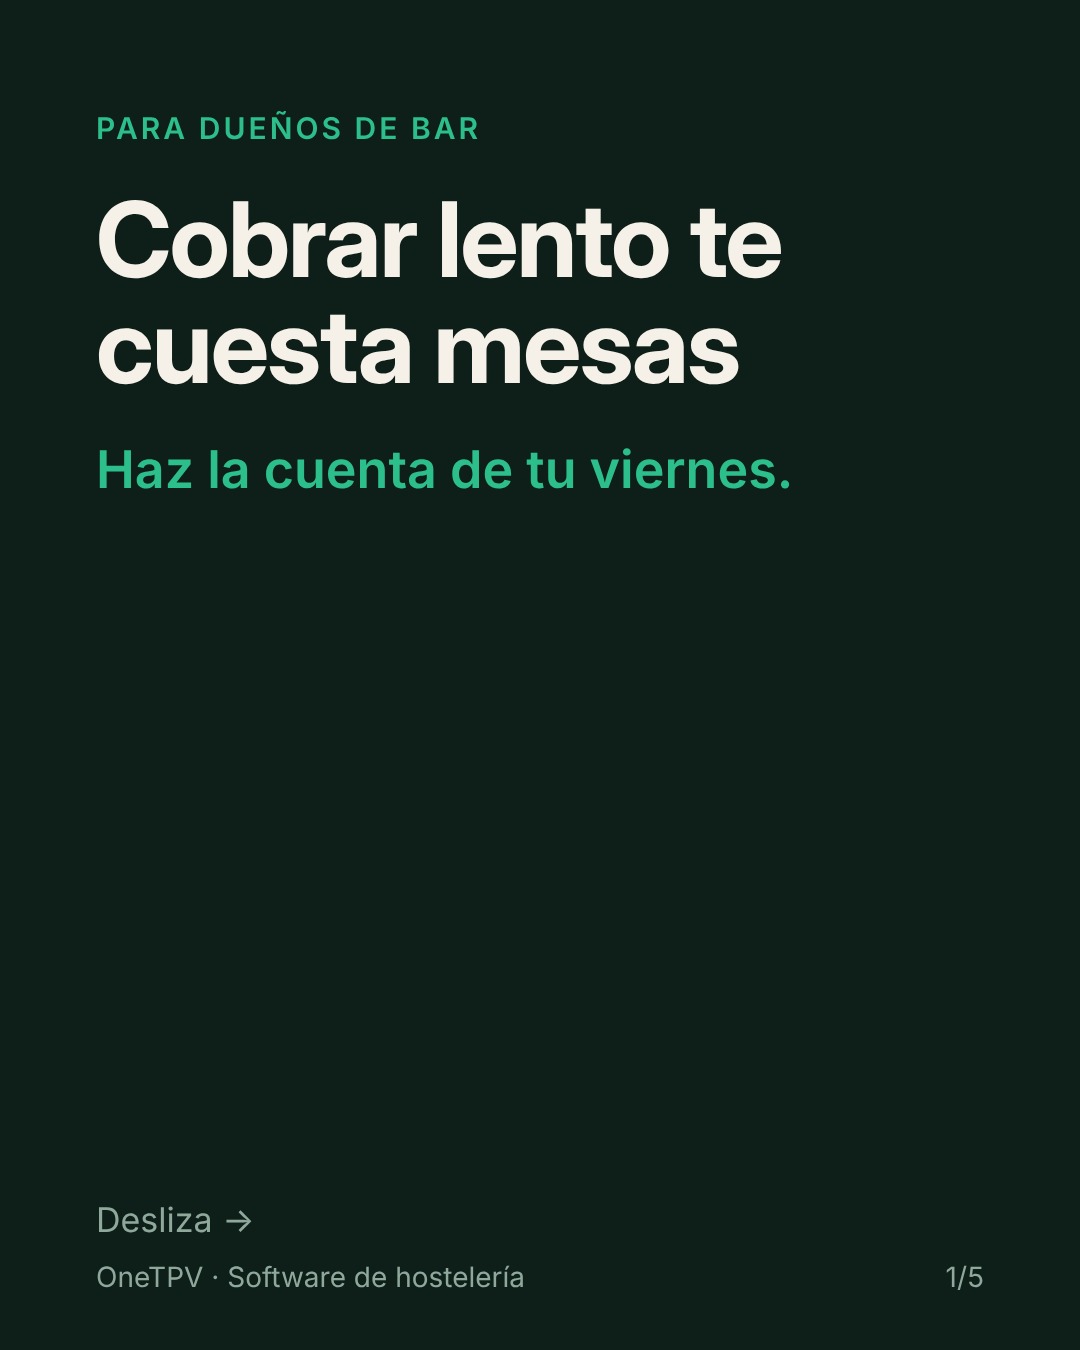 PARA DUEÑOS DE BAR
Cobrar lento te
cuesta mesas
Haz la cuenta de tu viernes.
Desliza →
OneTPV · Software de hostelería
1/5